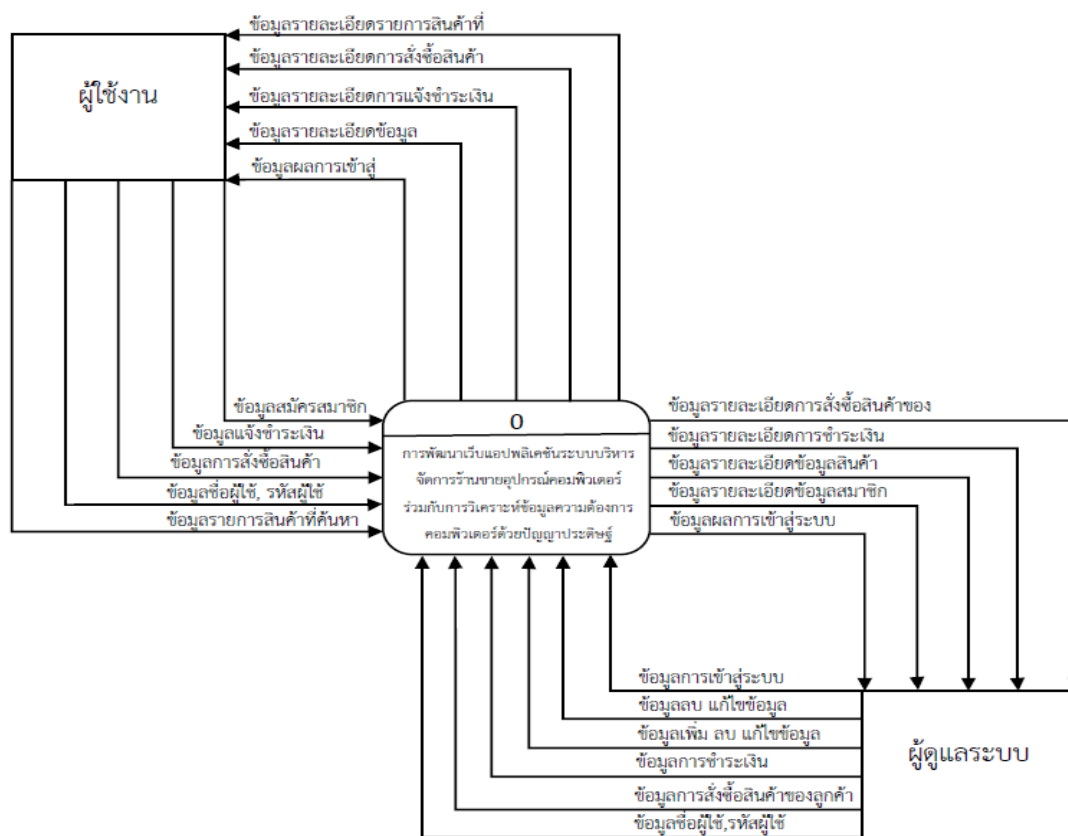 ข้อมูลรายละเอียดรายการสินค้าที่
ข้อมูลรายละเอียดการสั่งซื้อสินค้า
ผู้ใช้งาน
ข้อมูลรายละเอียดการแจ้งชำระเงิน
ข้อมูลรายละเอียดข้อมูล
ข้อมูลผลการเข้าสู่
ข้อมูลสมัครสมาชิก
ข้อมูลแจ้งชำระเงิน
ข้อมูลการสั่งซื้อสินค้า
ข้อมูลชื่อผู้ใช้, รหัสผู้ใช้
ข้อมูลรายการสินค้าที่ค้นหา
0
การพัฒนาเว็บแอปพลิเคชันระบบบริหาร
จัดการร้านขายอุปกรณ์คอมพิวเตอร์
ร่วมกับการวิเคราะห์ข้อมูลความต้องการ
คอมพิวเตอร์ด้วยปัญญาประดิษฐ์
ข้อมูลรายละเอียดการสั่งซื้อสินค้าของ
ข้อมูลรายละเอียดการชำระเงิน
ข้อมูลรายละเอียดข้อมูลสินค้า
ข้อมูลรายละเอียดข้อมูลสมาชิก
ข้อมูลผลการเข้าสู่ระบบ
ข้อมูลการเข้าสู่ระบบ
ข้อมูลลบ แก้ไขข้อมูล
ข้อมูลเพิ่ม ลบ แก้ไขข้อมูล
ข้อมูลการชำระเงิน
ข้อมูลการสั่งซื้อสินค้าของลูกค้า
ข้อมูลชื่อผู้ใช้,รหัสผู้ใช้
ผู้ดูแลระบบ